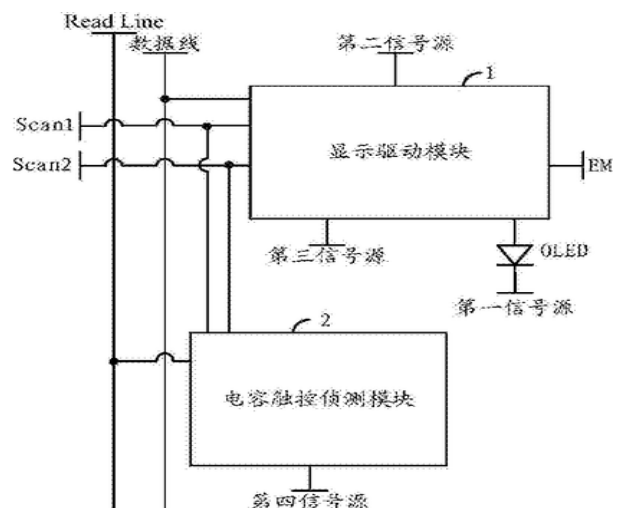 Read Line
数据线
第二信号源
1
Scan1
显示驱动模块
Scan2
EM
第三信号源
OLED
第一信号源
2
电容触控侦测模块
第四信号源